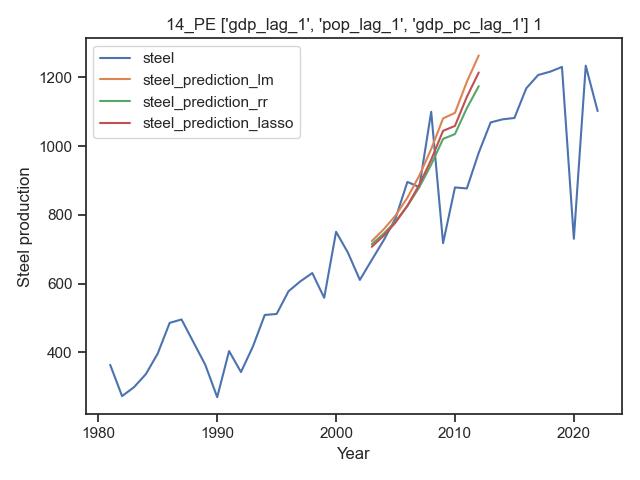 14_PE ['gdp_lag_1', 'pop_lag_1', 'gdp_pc_lag_1'] 1
steel
steel_prediction_lm
steel_prediction_rr
steel_prediction_lasso
Steel production
1200
1000
800
600
400
1980
1990
2000
2010
2020
Year